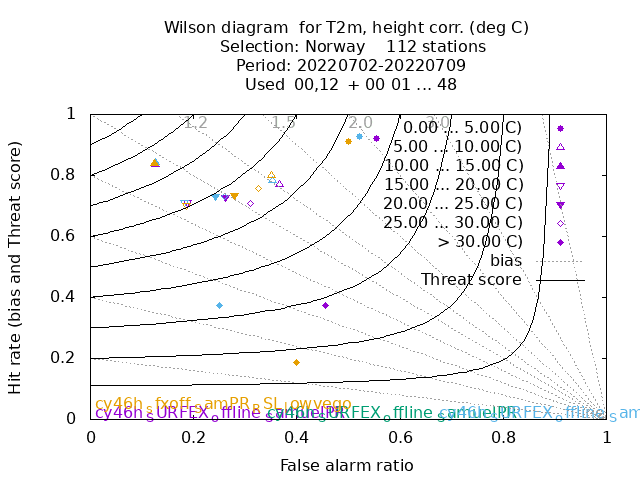 Wilson diagram for T2m, height corr. (deg C)
Selection: Norway 112 stations
Period: 20220702-20220709
Used 00,12 + 00 01 ... 48
Hit rate (bias and Threat score)
1
0.8
0.6
0.4
0.2
0
1.2 1.5 2.0 3.0
0.00 ... 5.00 C)
5.00 ... 10.00 C)
10.00 ... 15.00 C)
15.00 ... 20.00 C)
20.00 ... 25.00 C)
25.00 ... 30.00 C)
> 30.00 C)
bias
Threat score
cy46h_sfxoff_samPR_RSL_lowvego
0 0.2 0.4 0.6 0.8 1
False alarm ratio